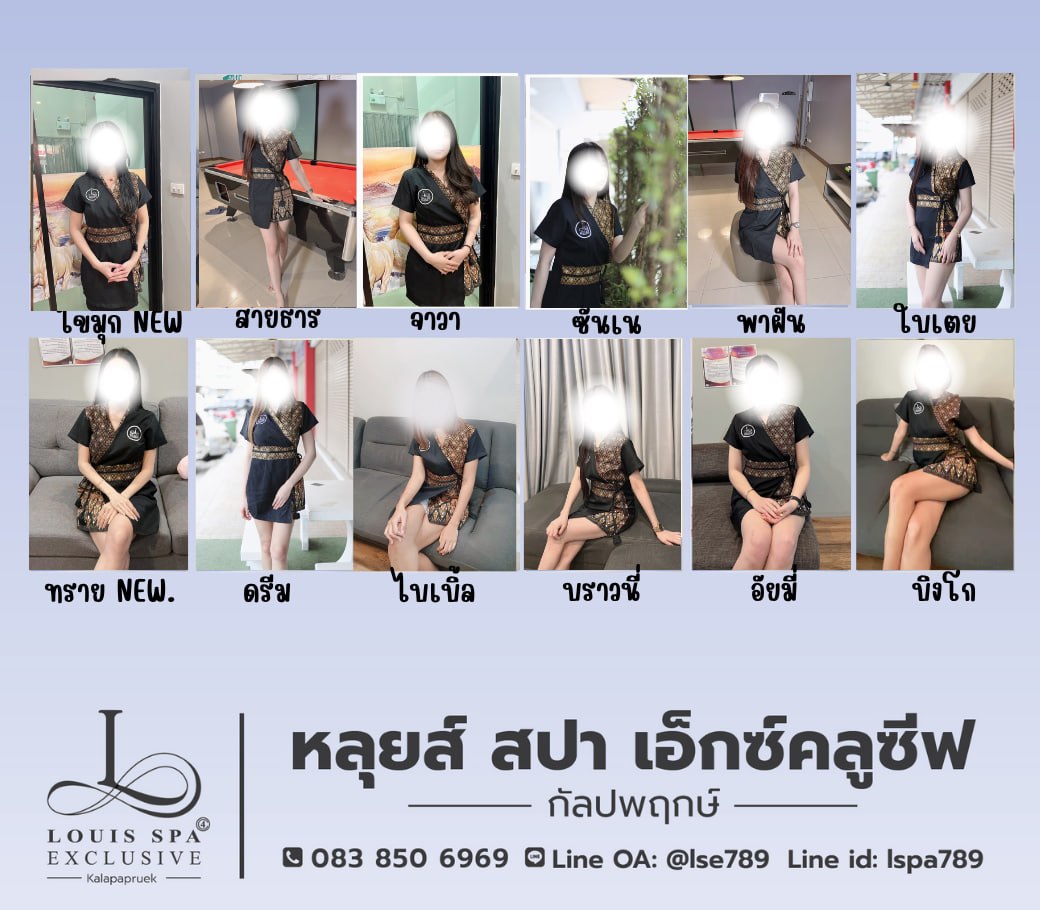 ไข่มุก NEW
สายธาร
จาวา
ซันเน
พาฝัน
ใบเตย
ทราย NEW.
ดรีม
ไบเบิ้ล
บราวนี่
อัยมี่
บิงโก
L
LOUIS SPA
EXCLUSIVE
Kalapapruek
หลุยส์ สปา เอ็กซ์คลูซีฟ
กัลปพฤกษ์
083 850 6969 Line OA: @lse789 Line id: lspa789